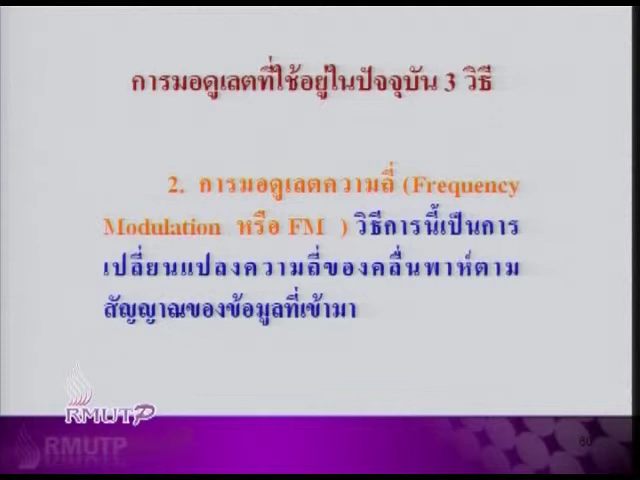 การมอดูเลตที่ใช้อยู่ในปัจจุบัน 3 วิธี
2. การมอดูเลตความถี่ (Frequency
Modulation หรือ FM ) วิธีการนี้เป็นการ
เปลี่ยนแปลงความถี่ของคลื่นพาห์ตาม
สัญญาณของข้อมูลที่เข้ามา
RMUTP
RMUTP